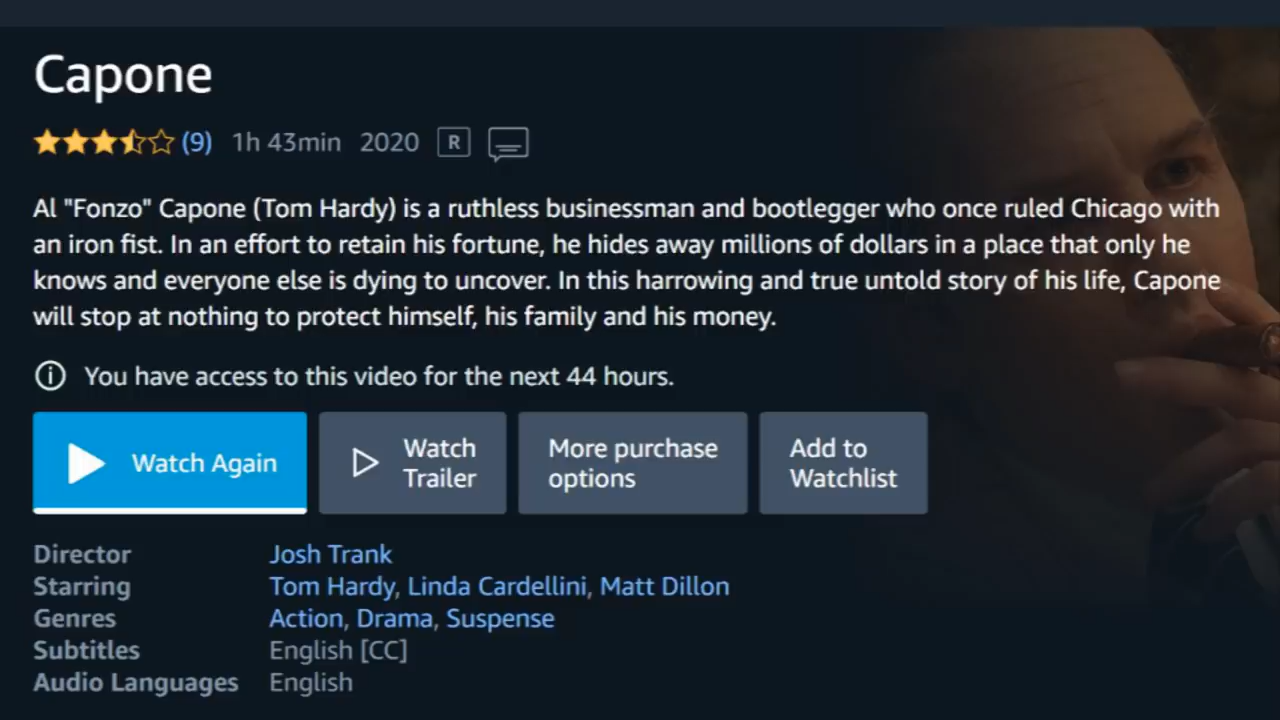 Capone
(9) 1h 43min 2020 R
Al "Fonzo" Capone (Tom Hardy) is a ruthless businessman and bootlegger who once ruled Chicago with
an iron fist. In an effort to retain his fortune, he hides away millions of dollars in a place that only he
knows and everyone else is dying to uncover. In this harrowing and true untold story of his life, Capone
will stop at nothing to protect himself, his family and his money.
You have access to this video for the next 44 hours.
Watch Again
Watch
Trailer
More purchase
options
Add to
Watchlist
Director Josh Trank
Starring Tom Hardy, Linda Cardellini, Matt Dillon
Genres Action, Drama, Suspense
Subtitles English [CC]
Audio Languages English